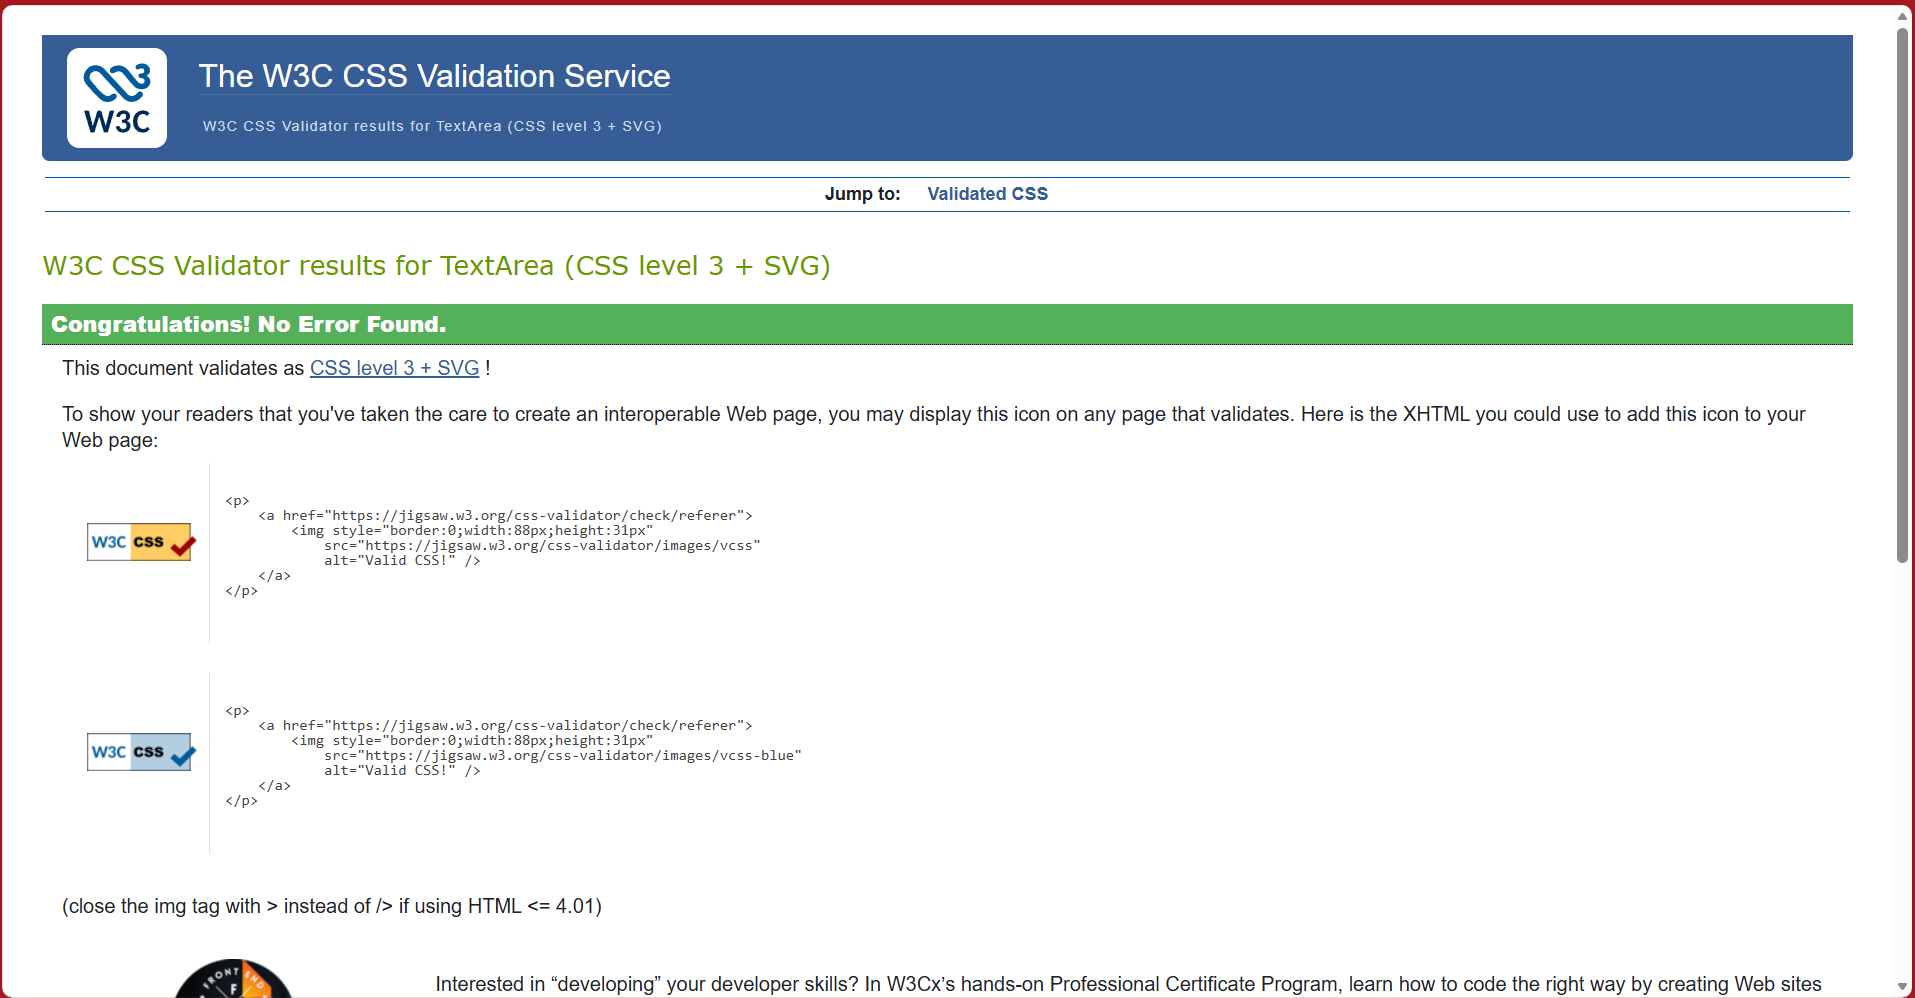 W3C
The W3C CSS Validation Service
W3C CSS Validator results for TextArea (CSS level 3 + SVG)
Jump to: Validated CSS
W3C CSS Validator results for TextArea (CSS level 3 + SVG)
Congratulations! No Error Found.
This document validates as CSS level 3 + SVG !
To show your readers that you've taken the care to create an interoperable Web page, you may display this icon on any page that validates. Here is the XHTML you could use to add this icon to your
Web page:
W3C css
<p>
    <a href="https://jigsaw.w3.org/css-validator/check/referer">
        <img style="border:0;width:88px;height:31px"
            src="https://jigsaw.w3.org/css-validator/images/vcss"
            alt="Valid CSS!" />
    </a>
</p>
W3C css
<p>
    <a href="https://jigsaw.w3.org/css-validator/check/referer">
        <img style="border:0;width:88px;height:31px"
            src="https://jigsaw.w3.org/css-validator/images/vcss-blue"
            alt="Valid CSS!" />
    </a>
</p>
(close the img tag with > instead of /> if using HTML <= 4.01)
FRONT END
F
Interested in “developing” your developer skills? In W3Cx’s hands-on Professional Certificate Program, learn how to code the right way by creating Web sites